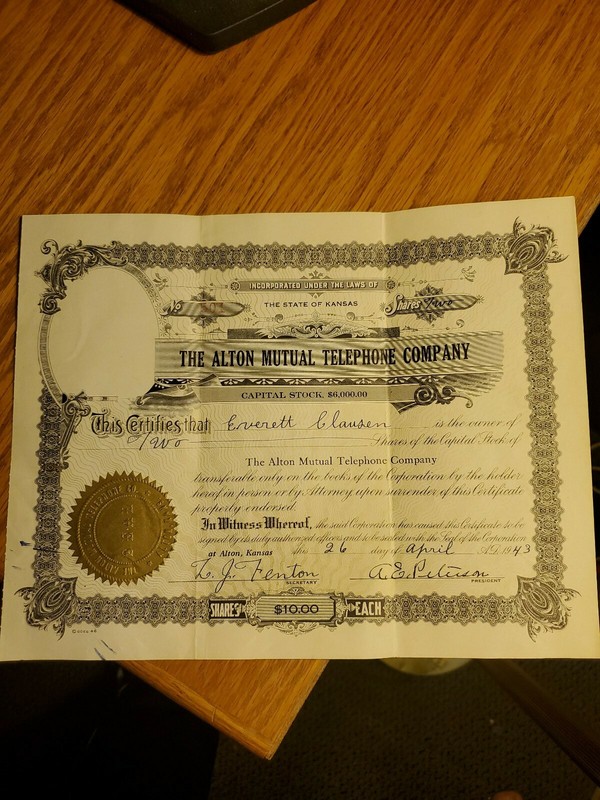 INCORPORATED UNDER THE LAWS OF
THE STATE OF KANSAS
No
Shares Two
THE ALTON MUTUAL TELEPHONE COMPANY
CAPITAL STOCK, $6,000.00
This Certifies that Everett Clausen is the owner of
Two Shares of the Capital Stock of
The Alton Mutual Telephone Company
transferable only on the books of the Corporation by the holder
hereof in person or by Attorney upon surrender of this Certificate
properly endorsed.
In Witness Whereof, the said Corporation has caused this Certificate to be
signed by its duly authorized officers and to be sealed with the Seal of the Corporation
at Alton, Kansas this 26 day of April A.D. 1943
L. J. Fenton A. E. Peterson
SECRETARY PRESIDENT
SHARES $10.00 EACH